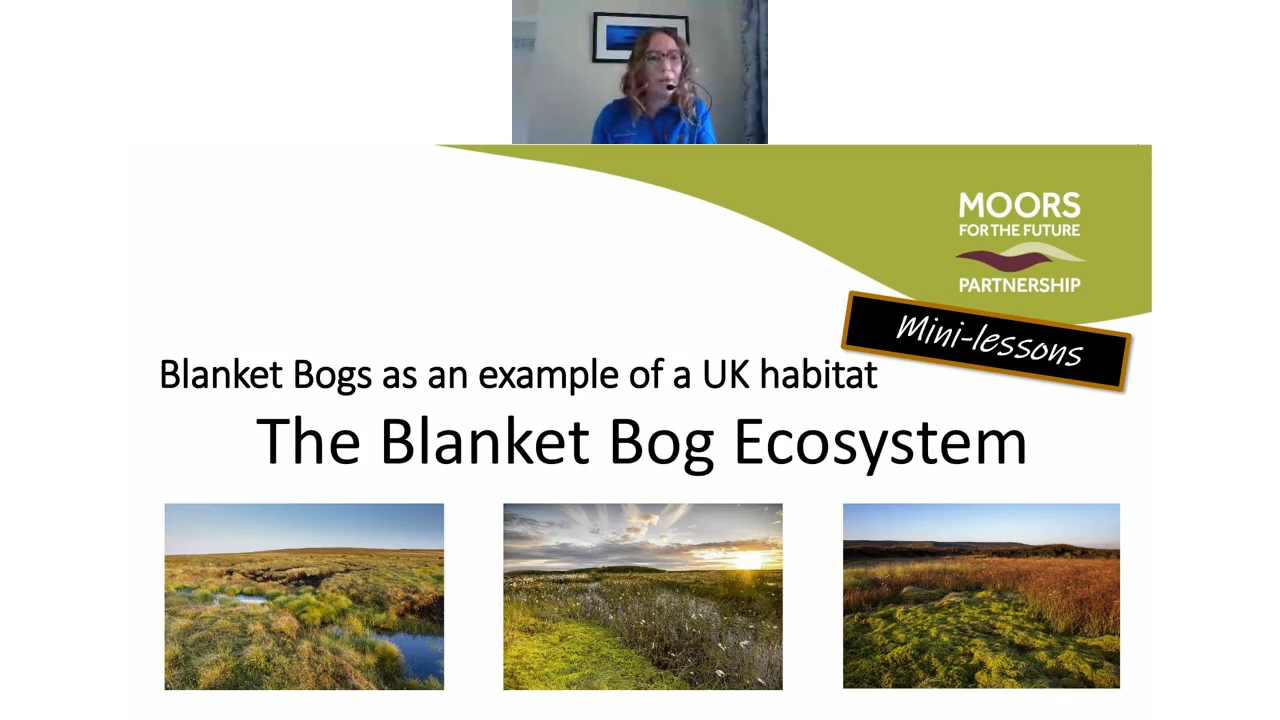 MOORS
FOR THE FUTURE
PARTNERSHIP
Mini-lessons
Blanket Bogs as an example of a UK habitat
The Blanket Bog Ecosystem